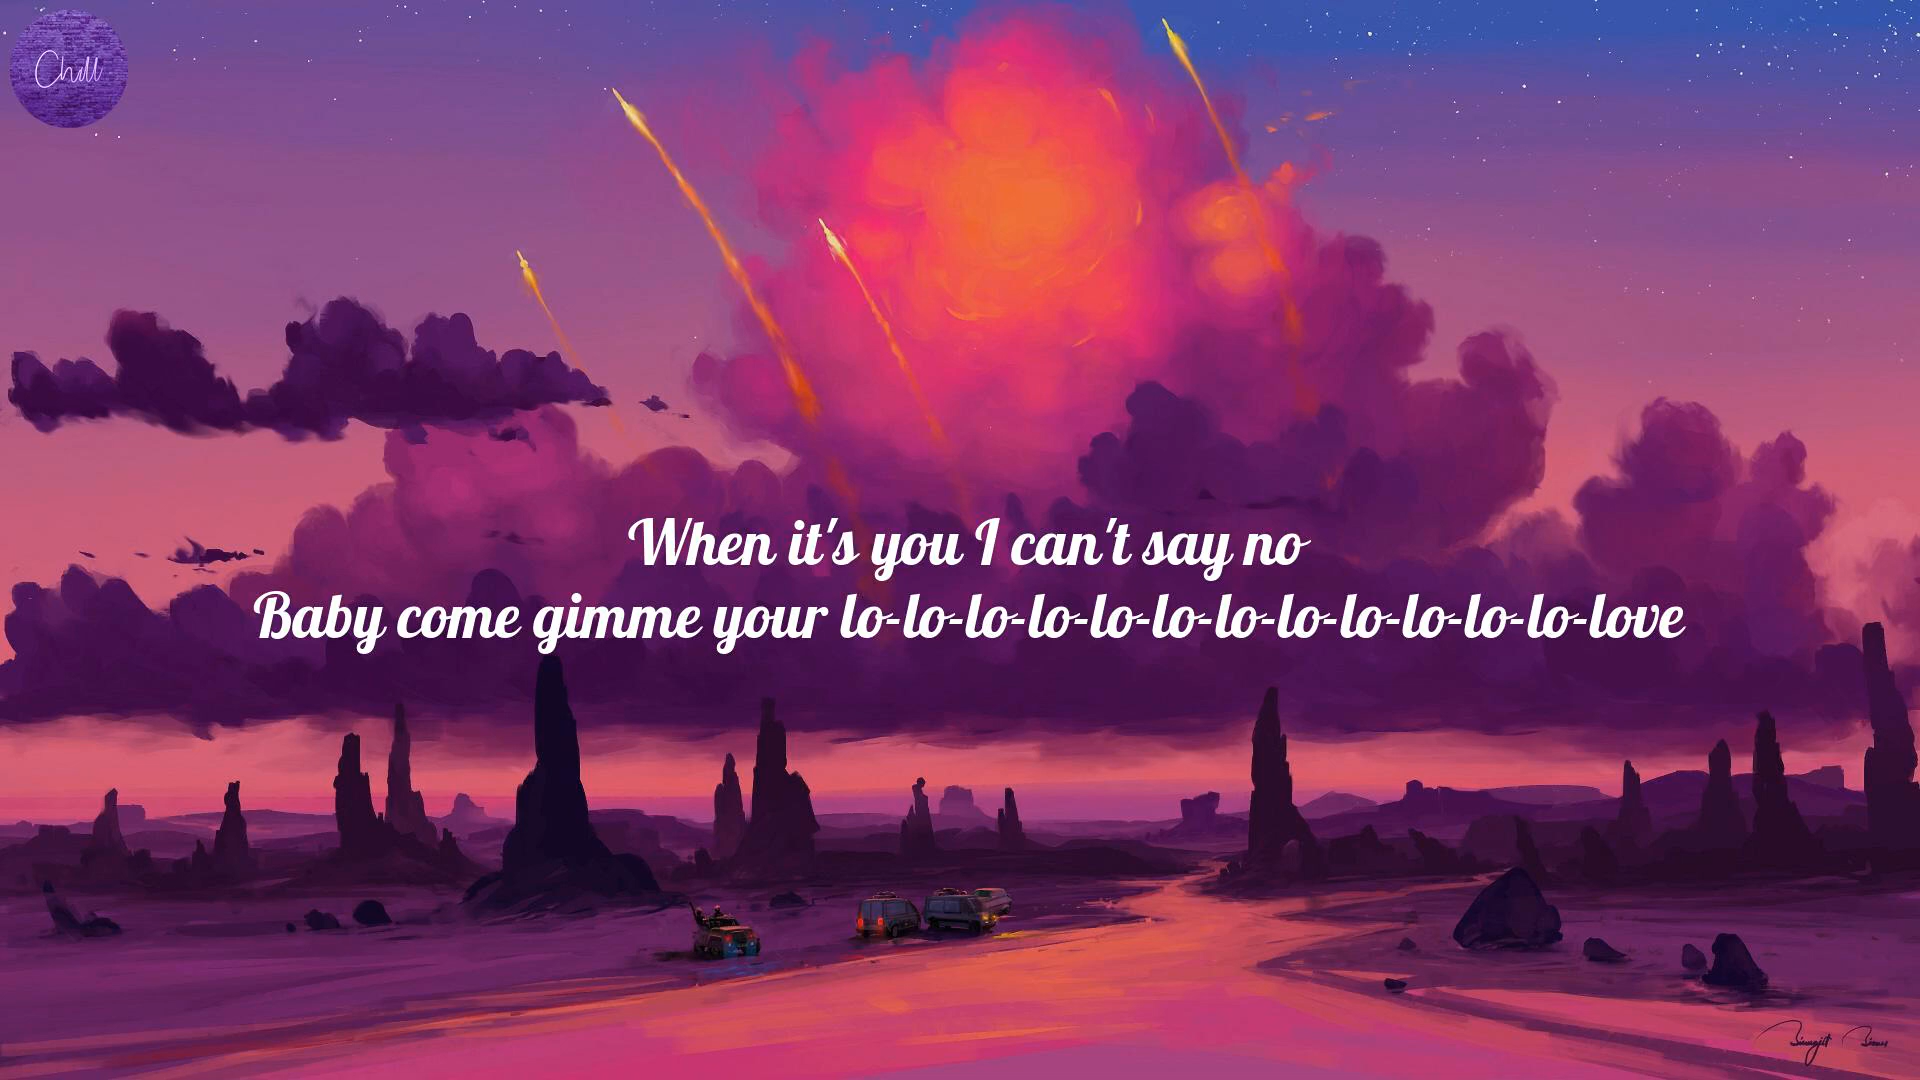 Chill
When it's you I can't say no
Baby come gimme your lo-lo-lo-lo-lo-lo-lo-lo-lo-lo-lo-lo-love